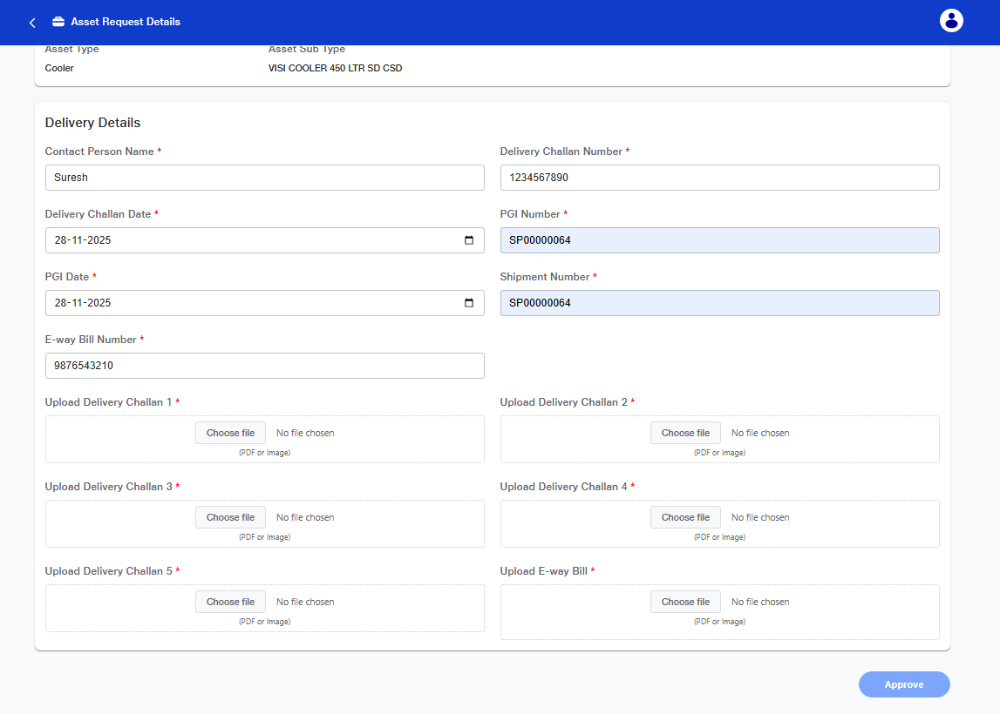 Asset Request Details
Asset Type
Asset Sub Type
Cooler
VISI COOLER 450 LTR SD CSD
Delivery Details
Contact Person Name *
Delivery Challan Number *
Suresh
1234567890
Delivery Challan Date *
PGI Number *
28-11-2025
SP00000064
PGI Date *
Shipment Number *
28-11-2025
SP00000064
E-way Bill Number *
9876543210
Upload Delivery Challan 1 *
Upload Delivery Challan 2 *
Choose file No file chosen
Choose file No file chosen
(PDF or Image)
(PDF or Image)
Upload Delivery Challan 3 *
Upload Delivery Challan 4 *
Choose file No file chosen
Choose file No file chosen
(PDF or Image)
(PDF or Image)
Upload Delivery Challan 5 *
Upload E-way Bill *
Choose file No file chosen
Choose file No file chosen
(PDF or Image)
(PDF or Image)
Approve